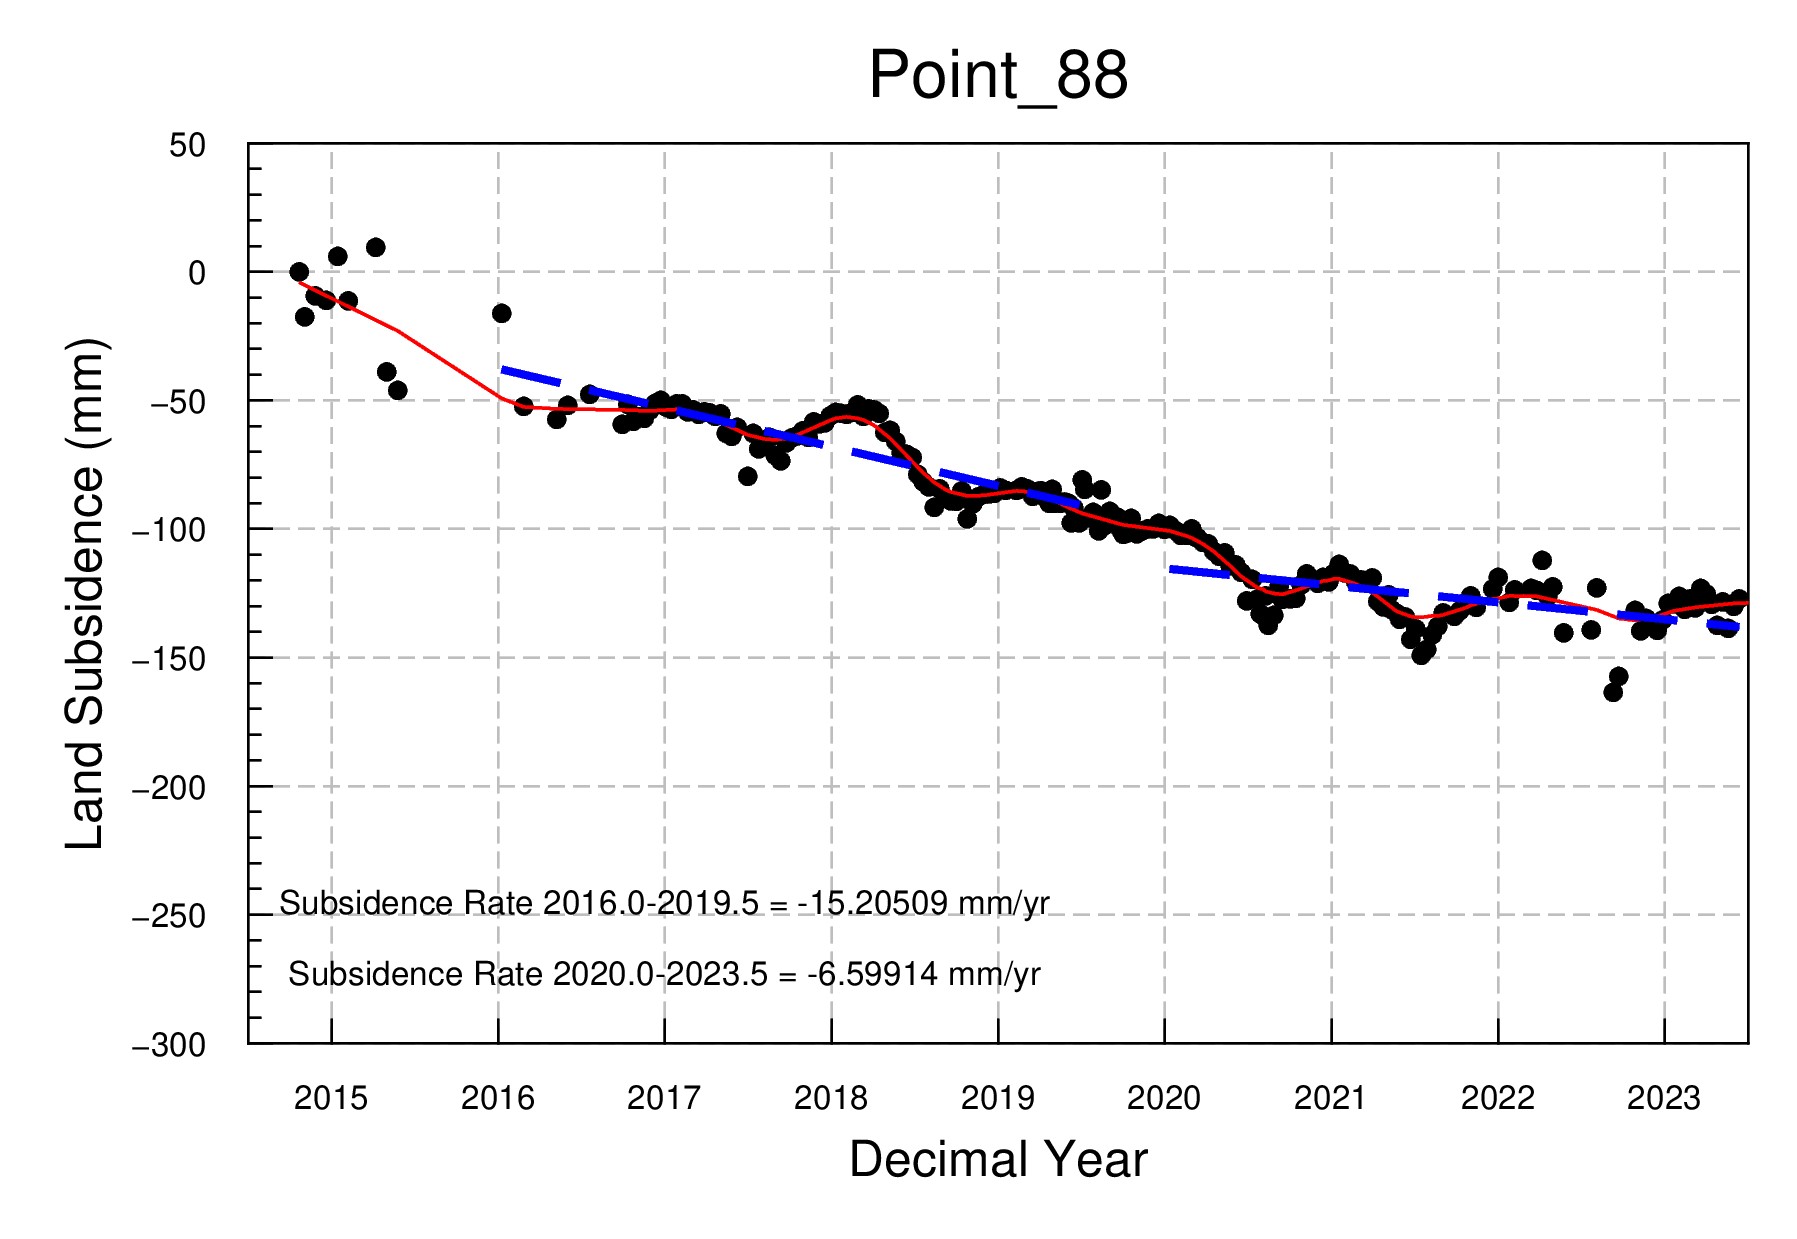 Point_88
50
0
−50
−100
−150
−200
−250
−300
Land Subsidence (mm)
Subsidence Rate 2016.0-2019.5 = -15.20509 mm/yr
Subsidence Rate 2020.0-2023.5 = -6.59914 mm/yr
2015 2016 2017 2018 2019 2020 2021 2022 2023
Decimal Year